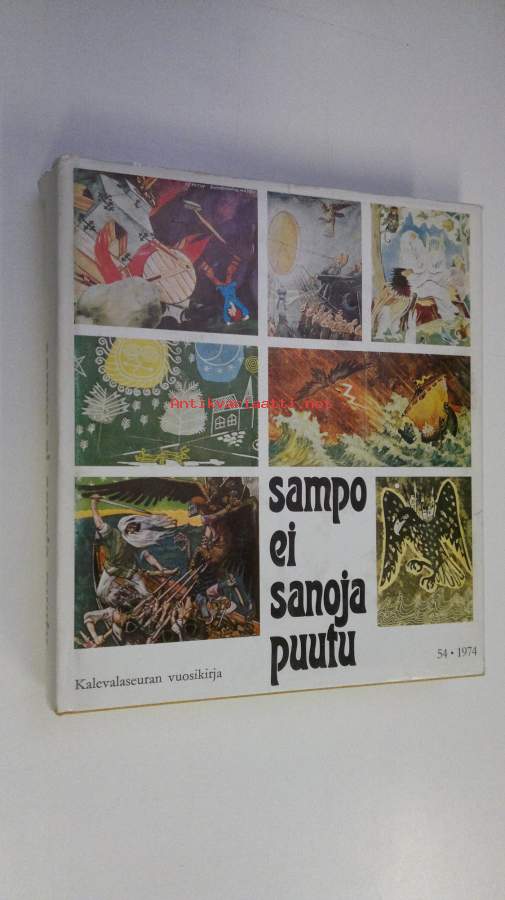 Antikvariaatti.net
sampo
ei
sanoja
puutu
Kalevalaseuran vuosikirja
54 • 1974